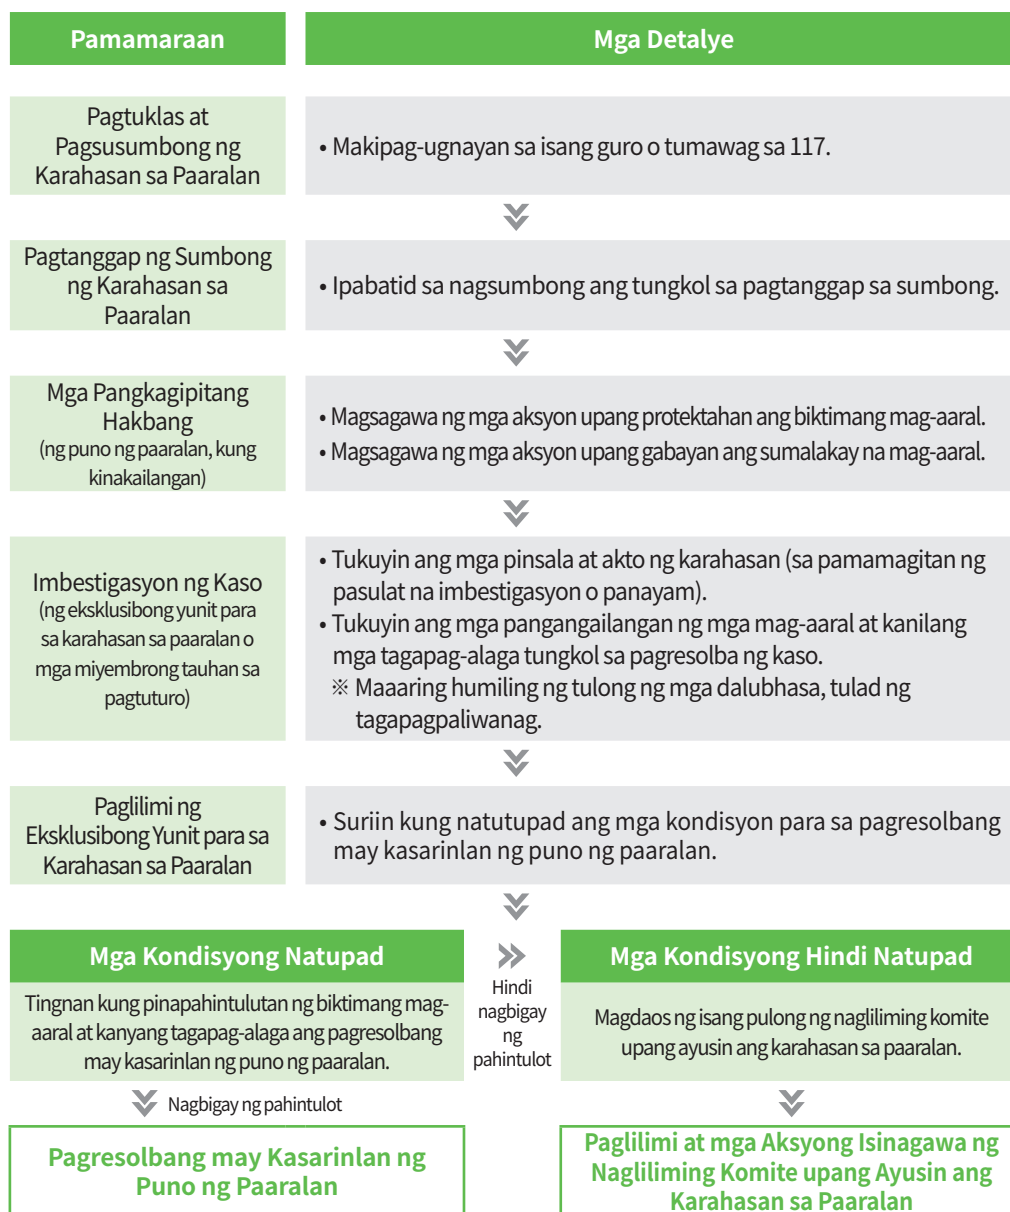 Pamamaraan
Mga Detalye
Pagtuklas at
Pagsusumbong ng
Karahasan sa Paaralan
• Makipag-ugnayan sa isang guro o tumawag sa 117.
Pagtanggap ng Sumbong
ng Karahasan sa
Paaralan
• Ipabatid sa nagsumbong ang tungkol sa pagtanggap sa sumbong.
Mga Pangkagipitang
Hakbang
(ng puno ng paaralan, kung
kinakailangan)
• Magsagawa ng mga aksyon upang protektahan ang biktimang mag-aaral.
• Magsagawa ng mga aksyon upang gabayan ang sumalakay na mag-aaral.
Imbestigasyon ng Kaso
(ng eksklusibong yunit para
sa karahasan sa paaralan o
mga miyembrong tauhan sa
pagtuturo)
• Tukuyin ang mga pinsala at akto ng karahasan (sa pamamagitan ng
pasulat na imbestigasyon o panayam).
• Tukuyin ang mga pangangailangan ng mga mag-aaral at kanilang
mga tagapag-alaga tungkol sa pagresolba ng kaso.
※ Maaaring humiling ng tulong ng mga dalubhasa, tulad ng
tagapagpaliwanag.
Paglilimi ng
Eksklusibong Yunit para sa
Karahasan sa Paaralan
• Suriin kung natutupad ang mga kondisyon para sa pagresolbang
may kasarinlan ng puno ng paaralan.
Mga Kondisyong Natupad
Tingnan kung pinapahintulutan ng biktimang mag-
aaral at kanyang tagapag-alaga ang pagresolbang
may kasarinlan ng puno ng paaralan.
Hindi
nagbigay
ng
pahintulot
Mga Kondisyong Hindi Natupad
Magdaos ng isang pulong ng nagliliming komite
upang ayusin ang karahasan sa paaralan.
Nagbigay ng pahintulot
Pagresolbang may Kasarinlan ng
Puno ng Paaralan
Paglilimi at mga Aksyong Isinagawa ng
Nagliliming Komite upang Ayusin ang
Karahasan sa Paaralan